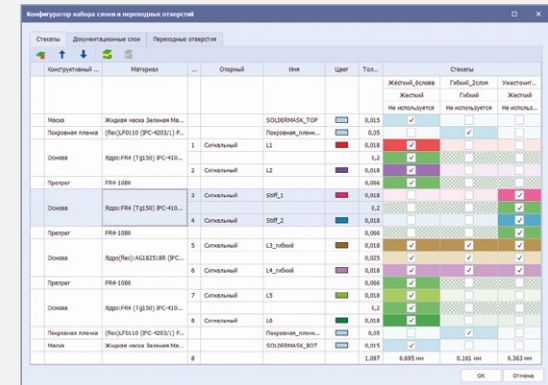 Конфигуратор набора слоев и переходных отверстий
Стекапы Документационные слои Переходные отверстия
Конструктивный ... Материал ... Опорный Имя Цвет Тол... Стекапы
Жёсткий_6слоёв Гибкий_2слоя Ужесточит...
Жесткий Гибкий Жесткий
Не используется Не используется Не использ...
Маска Жидкая маска Зеленая Ма... SOLDERMASK_TOP 0,015
Покровная пленка (flex)LF0110 (IPC-4203/1) P... Покровная_пленк... 0,05
1 Сигнальный L1 0,018
Основа Ядро:FR4 (Tg150) IPC-410... 0,2
2 Сигнальный L2 0,018
Препрег FR4-1080 0,066
3 Сигнальный Stiff_1 0,018
Основа Ядро:FR4 (Tg150) IPC-410... 0,2
4 Сигнальный Stiff_2 0,018
Препрег FR4-1080 0,066
5 Сигнальный L3_гибкий 0,018
Основа Ядро(flex):AG182518R (IPC... 0,025
6 Сигнальный L4_гибкий 0,018
Препрег FR4-1080 0,066
7 Сигнальный L5 0,018
Основа Ядро:FR4 (Tg150) IPC-410... 0,2
8 Сигнальный L6 0,018
Покровная пленка (flex)LF0110 (IPC-4203/1) P... Покровная_пленк... 0,05
Маска Жидкая маска Зеленая Ма... SOLDERMASK_BOT 0,015
8 1,097 0,695 мм 0,161 мм 0,363 мм
OK Отмена